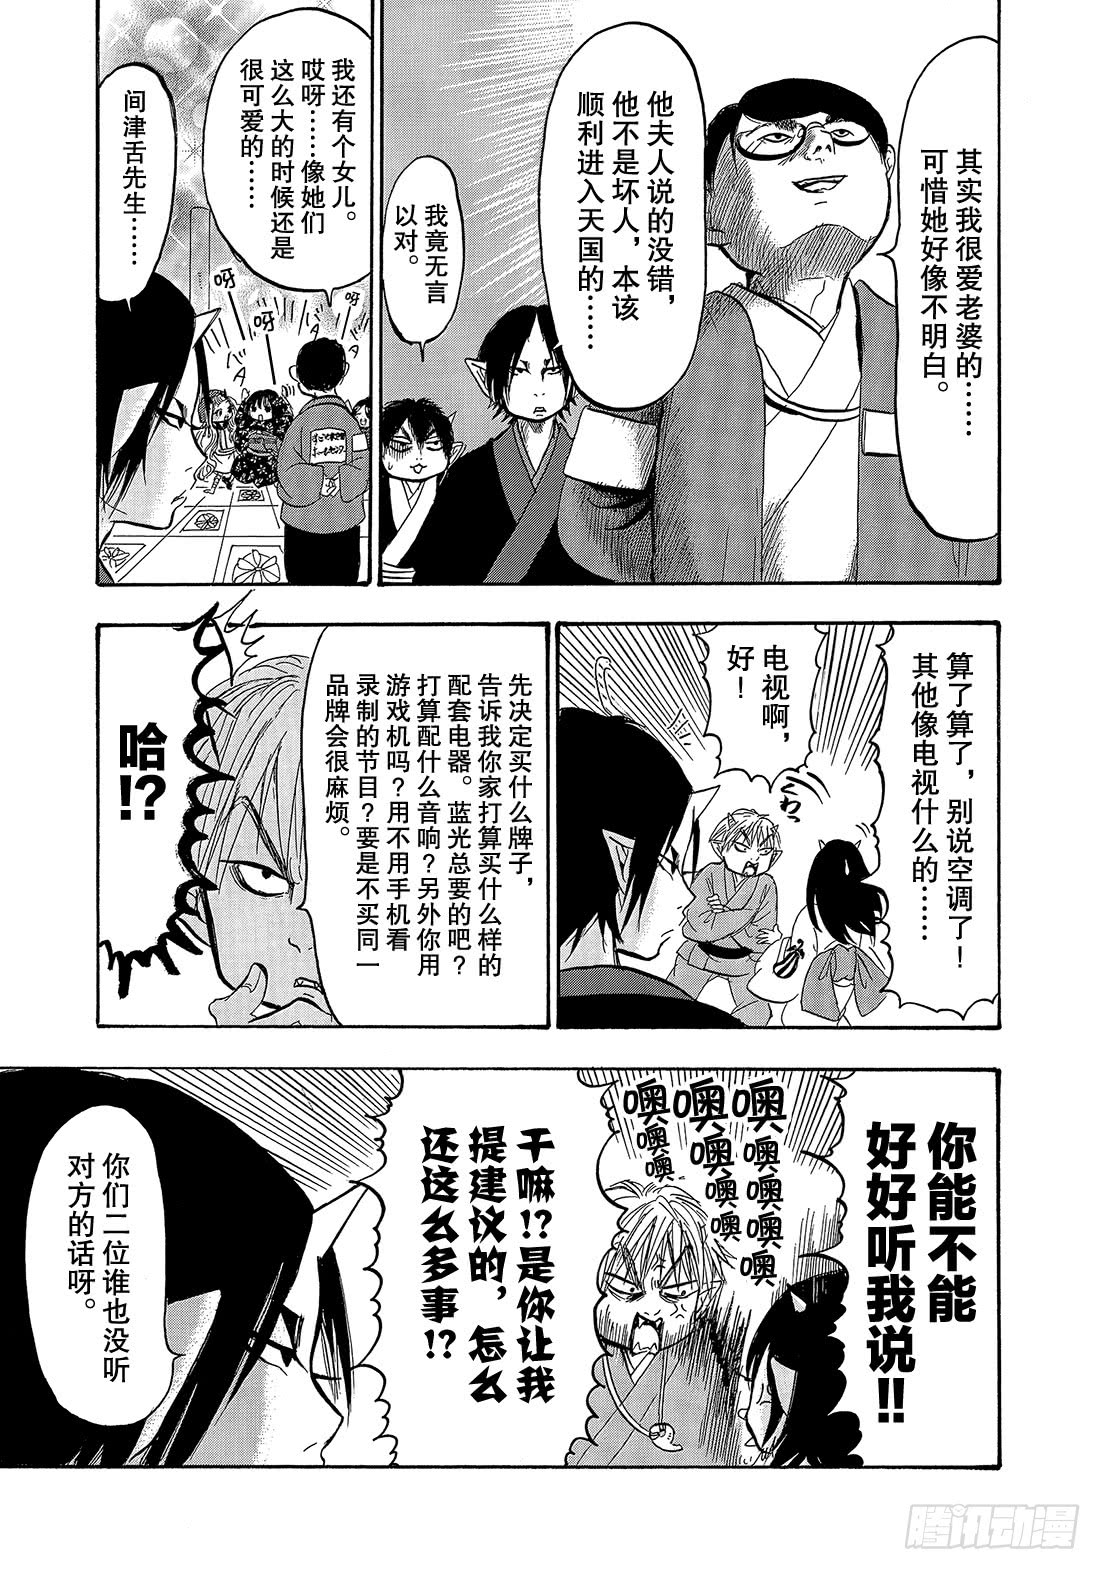 其实我很爱老婆的……
可惜她好像不明白。
他夫人说的没错，
他不是坏人，本该
顺利进入天国的……
我竟无言
以对。
我还有个女儿。
哎呀……像她们
这么大的时候还是
很可爱的……
呀
呀
呀
间津舌先生……
算了算了，别说空调了！
其他像电视什么的……
电视啊，
好！
くわっ
先决定买什么牌子，
告诉我你家打算买什么样的
配套电器。蓝光总要的吧？
打算配什么音响？另外你用
游戏机吗？用不用手机看
录制的节目？要是不买同一
品牌会很麻烦。
哈!?
你能不能
好好听我说!!
噢噢噢噢噢
噢噢噢噢
噢噢噢
干嘛!?是你让我
提建议的，怎么
还这么多事!?
你们二位谁也没听
对方的话呀。
腾讯动漫